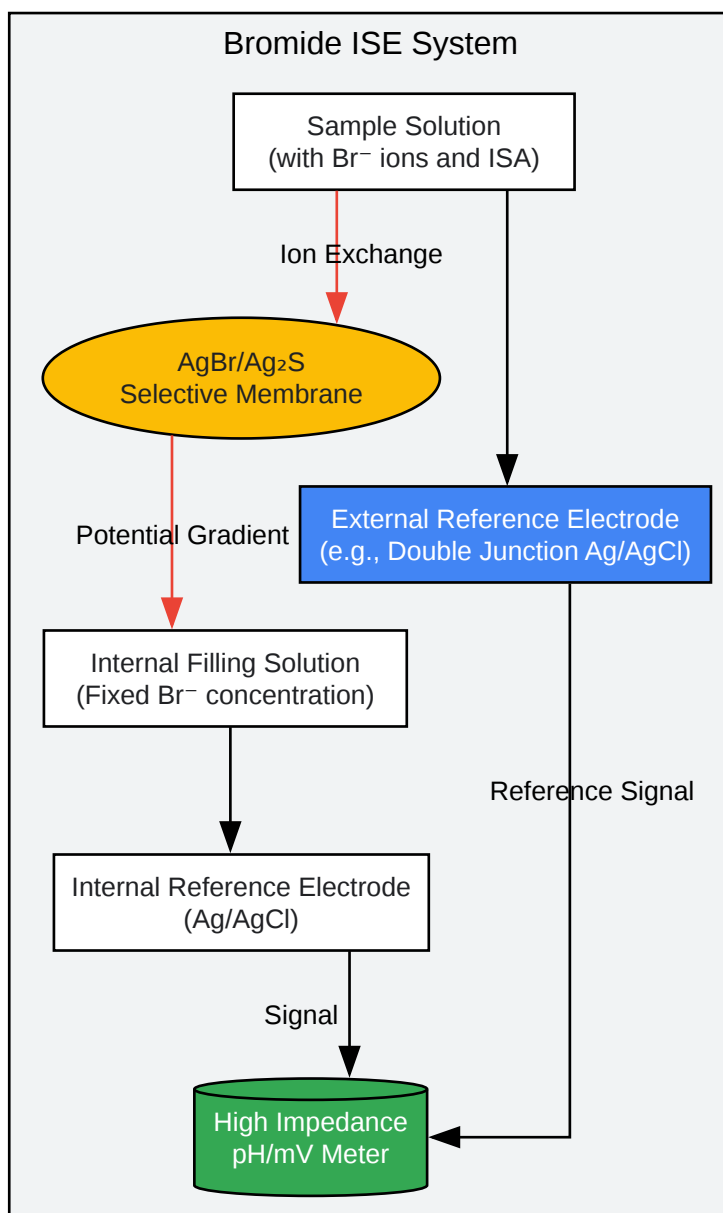 Bromide ISE System
Sample Solution
(with Br⁻ ions and ISA)
Ion Exchange
AgBr/Ag₂S
Selective Membrane
External Reference Electrode
(e.g., Double Junction Ag/AgCl)
Potential Gradient
Internal Filling Solution
(Fixed Br⁻ concentration)
Reference Signal
Internal Reference Electrode
(Ag/AgCl)
Signal
High Impedance
pH/mV Meter